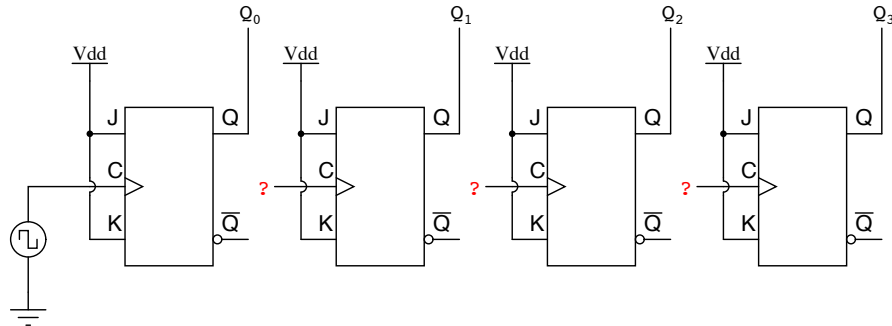 Q0 Q1 Q2 Q3
Vdd Vdd Vdd Vdd
J Q J Q J Q J Q
C ? C ? C ? C
K Q̅ K Q̅ K Q̅ K Q̅